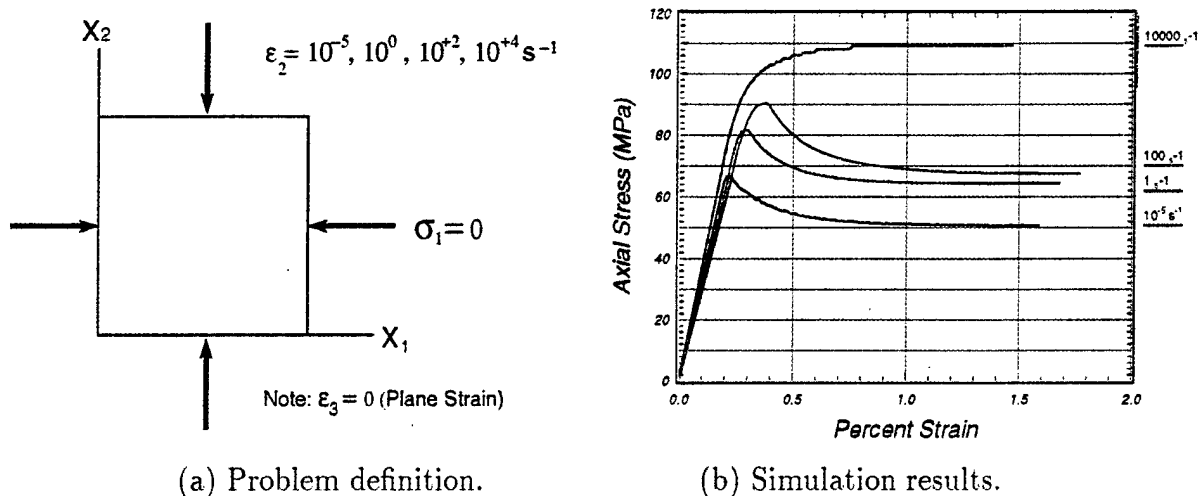 X₂
ε₂ = 10⁻⁵, 10⁰ , 10⁺², 10⁺⁴ s⁻¹
σ₁= 0
X₁
Note: ε₃ = 0 (Plane Strain)
(a) Problem definition.
Axial Stress (MPa)
120
100
80
60
40
20
0
0.0 0.5 1.0 1.5 2.0
Percent Strain
10000 s⁻¹
100 s⁻¹
1 s⁻¹
10⁻⁵ s⁻¹
(b) Simulation results.